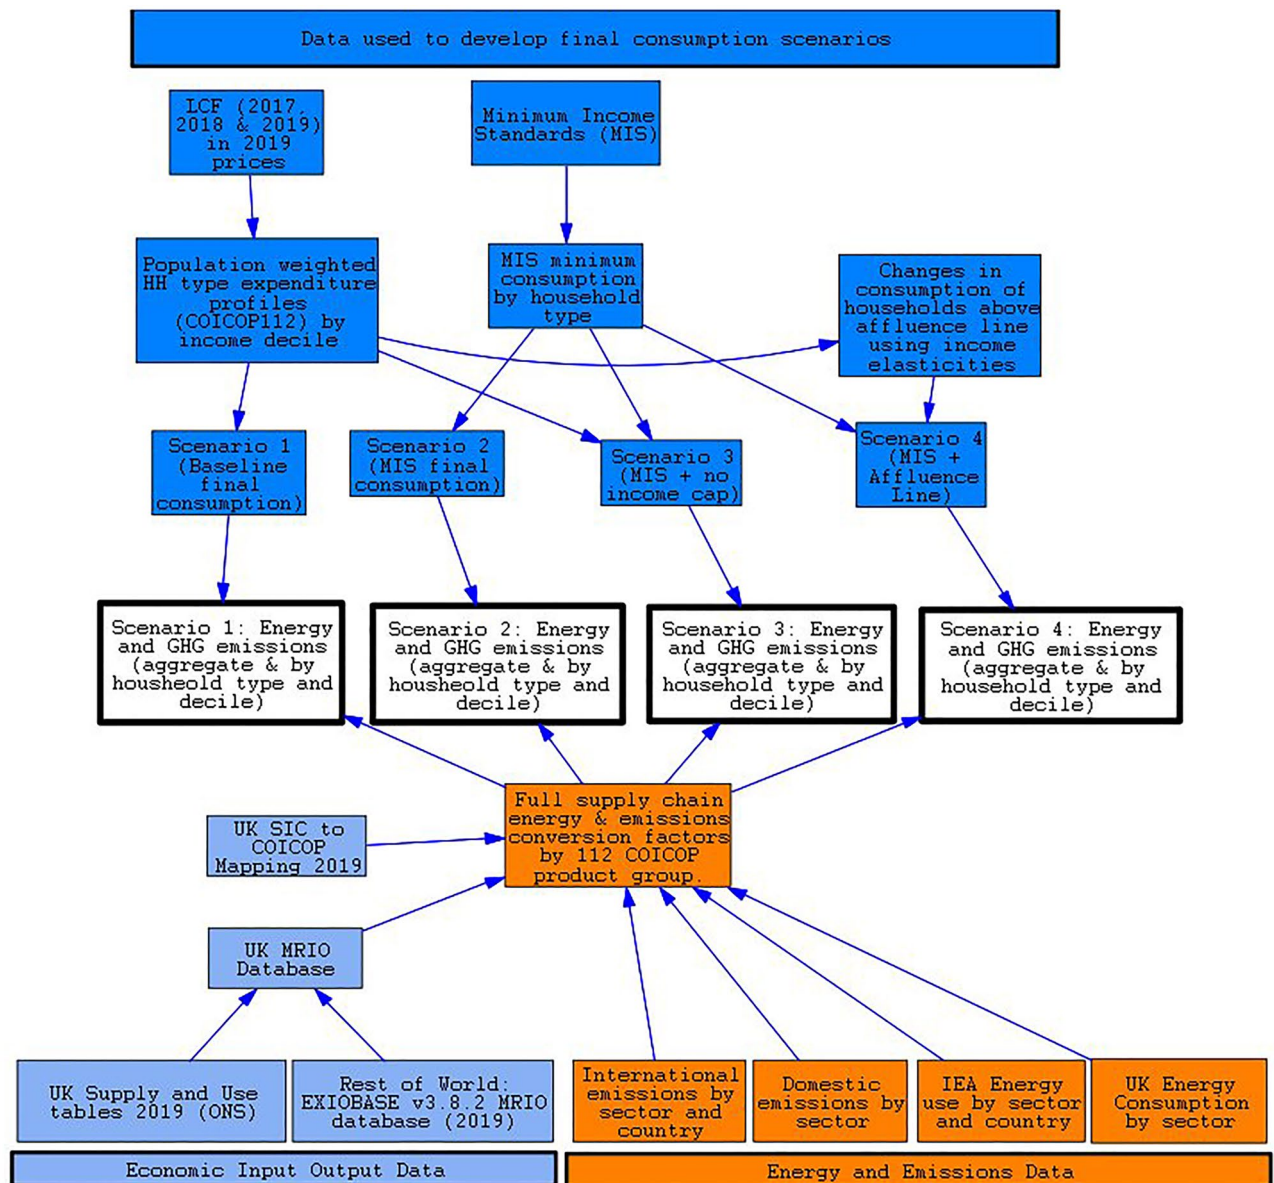 Data used to develop final consumption scenarios
LCF (2017,
2018 & 2019)
in 2019
prices
Minimum Income
Standards (MIS)
Population weighted
HH type expenditure
profiles
(COICOP112) by
income decile
MIS minimum
consumption
by household
type
Changes in
consumption of
households above
affluence line
using income
elasticities
Scenario 1
(Baseline
final
consumption)
Scenario 2
(MIS final
consumption)
Scenario 3
(MIS + no
income cap)
Scenario 4
(MIS +
Affluence
Line)
Scenario 1: Energy
and GHG emissions
(aggregate & by
housheold type and
decile)
Scenario 2: Energy
and GHG emissions
(aggregate & by
housheold type and
decile)
Scenario 3: Energy
and GHG emissions
(aggregate & by
household type and
decile)
Scenario 4: Energy
and GHG emissions
(aggregate & by
household type and
decile)
Full supply chain
energy & emissions
conversion factors
by 112 COICOP
product group.
UK SIC to
COICOP
Mapping 2019
UK MRIO
Database
UK Supply and Use
tables 2019 (ONS)
Rest of World:
EXIOBASE v3.8.2 MRIO
database (2019)
International
emissions by
sector and
country
Domestic
emissions by
sector
IEA Energy
use by sector
and country
UK Energy
Consumption
by sector
Economic Input Output Data
Energy and Emissions Data